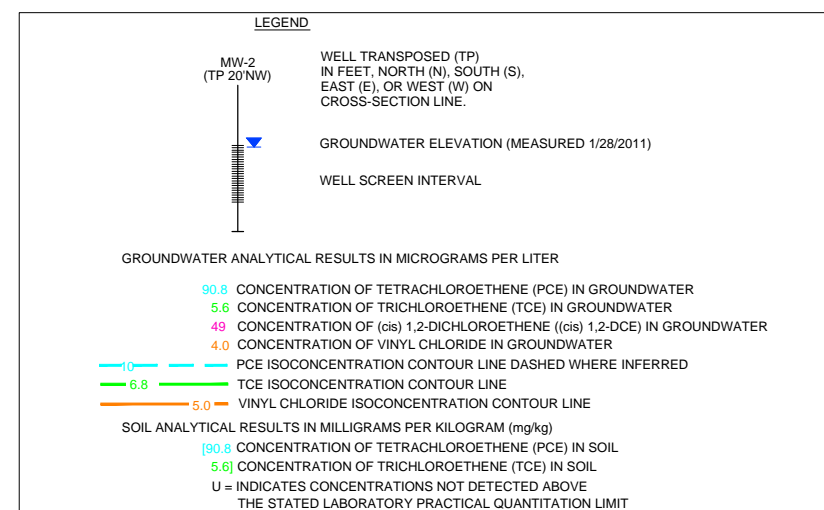 LEGEND
MW-2
(TP 20'NW)
WELL TRANSPOSED (TP)
IN FEET, NORTH (N), SOUTH (S),
EAST (E), OR WEST (W) ON
CROSS-SECTION LINE.
GROUNDWATER ELEVATION (MEASURED 1/28/2011)
WELL SCREEN INTERVAL
GROUNDWATER ANALYTICAL RESULTS IN MICROGRAMS PER LITER
90.8 CONCENTRATION OF TETRACHLOROETHENE (PCE) IN GROUNDWATER
5.6 CONCENTRATION OF TRICHLOROETHENE (TCE) IN GROUNDWATER
49 CONCENTRATION OF (cis) 1,2-DICHLOROETHENE ((cis) 1,2-DCE) IN GROUNDWATER
4.0 CONCENTRATION OF VINYL CHLORIDE IN GROUNDWATER
10 PCE ISOCONCENTRATION CONTOUR LINE DASHED WHERE INFERRED
6.8 TCE ISOCONCENTRATION CONTOUR LINE
5.0 VINYL CHLORIDE ISOCONCENTRATION CONTOUR LINE
SOIL ANALYTICAL RESULTS IN MILLIGRAMS PER KILOGRAM (mg/kg)
[90.8 CONCENTRATION OF TETRACHLOROETHENE (PCE) IN SOIL
5.6] CONCENTRATION OF TRICHLOROETHENE (TCE) IN SOIL
U = INDICATES CONCENTRATIONS NOT DETECTED ABOVE
THE STATED LABORATORY PRACTICAL QUANTITATION LIMIT